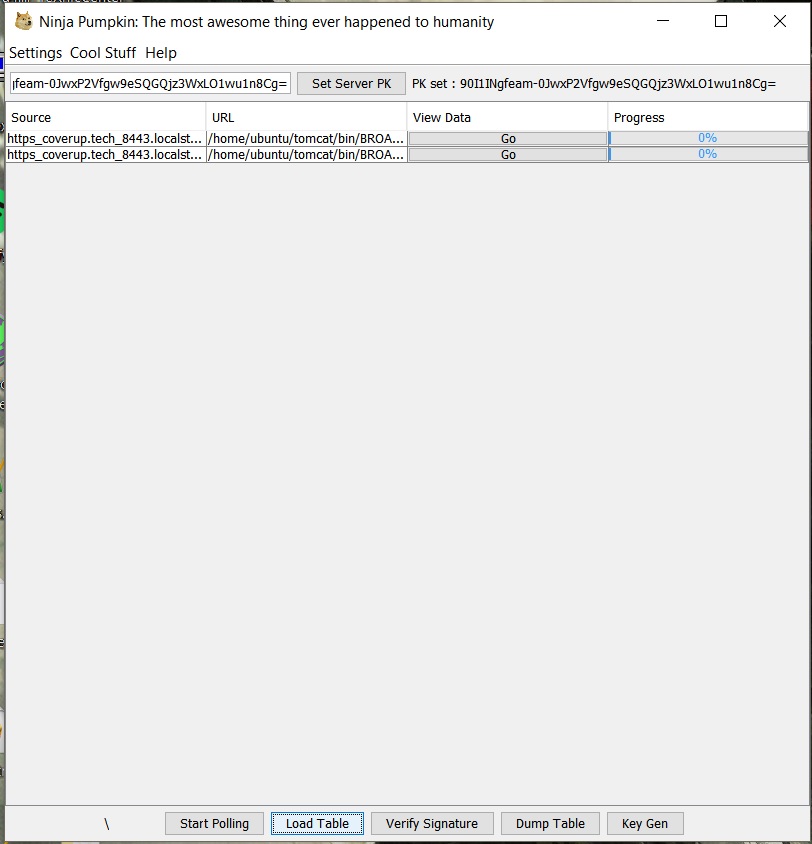 Ninja Pumpkin: The most awesome thing ever happened to humanity
Settings Cool Stuff Help
feam-0JwxP2Vfgw9eSQGQjz3WxLO1wu1n8Cg= Set Server PK PK set : 90I1INgfeam-0JwxP2Vfgw9eSQGQjz3WxLO1wu1n8Cg=
Source URL View Data Progress
https_coverup.tech_8443.localst... /home/ubuntu/tomcat/bin/BROA... Go 0%
https_coverup.tech_8443.localst... /home/ubuntu/tomcat/bin/BROA... Go 0%
\ Start Polling Load Table Verify Signature Dump Table Key Gen